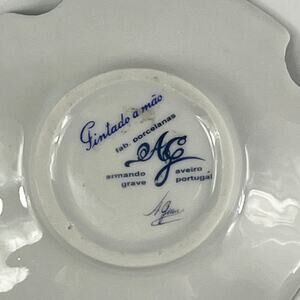 Pintado a mão
fab. porcelanas
AG
armando aveiro
grave portugal